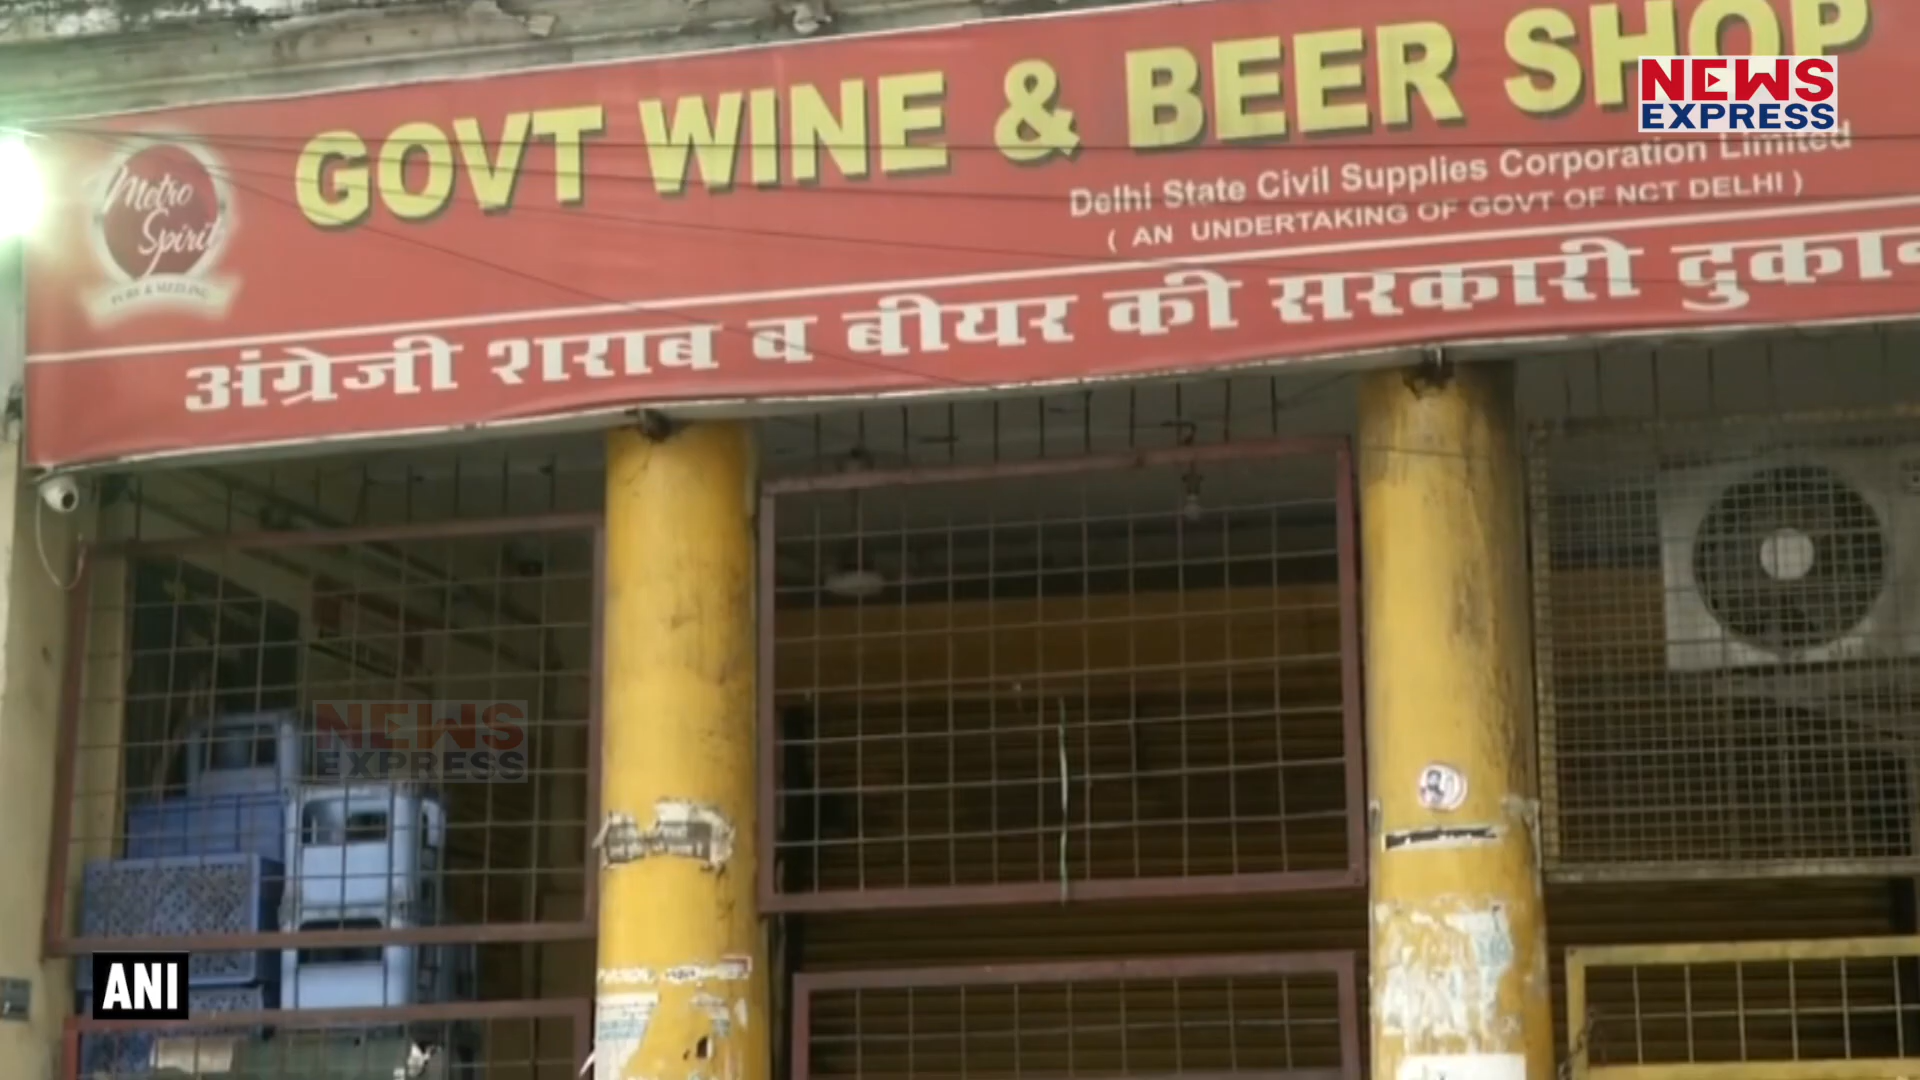 GOVT WINE & BEER SHOP
NEWS
EXPRESS
Delhi State Civil Supplies Corporation Limited
( AN UNDERTAKING OF GOVT OF NCT DELHI )
Metro
Spirit
अंग्रेजी शराब व बीयर की सरकारी
NEWS
EXPRESS
ANI